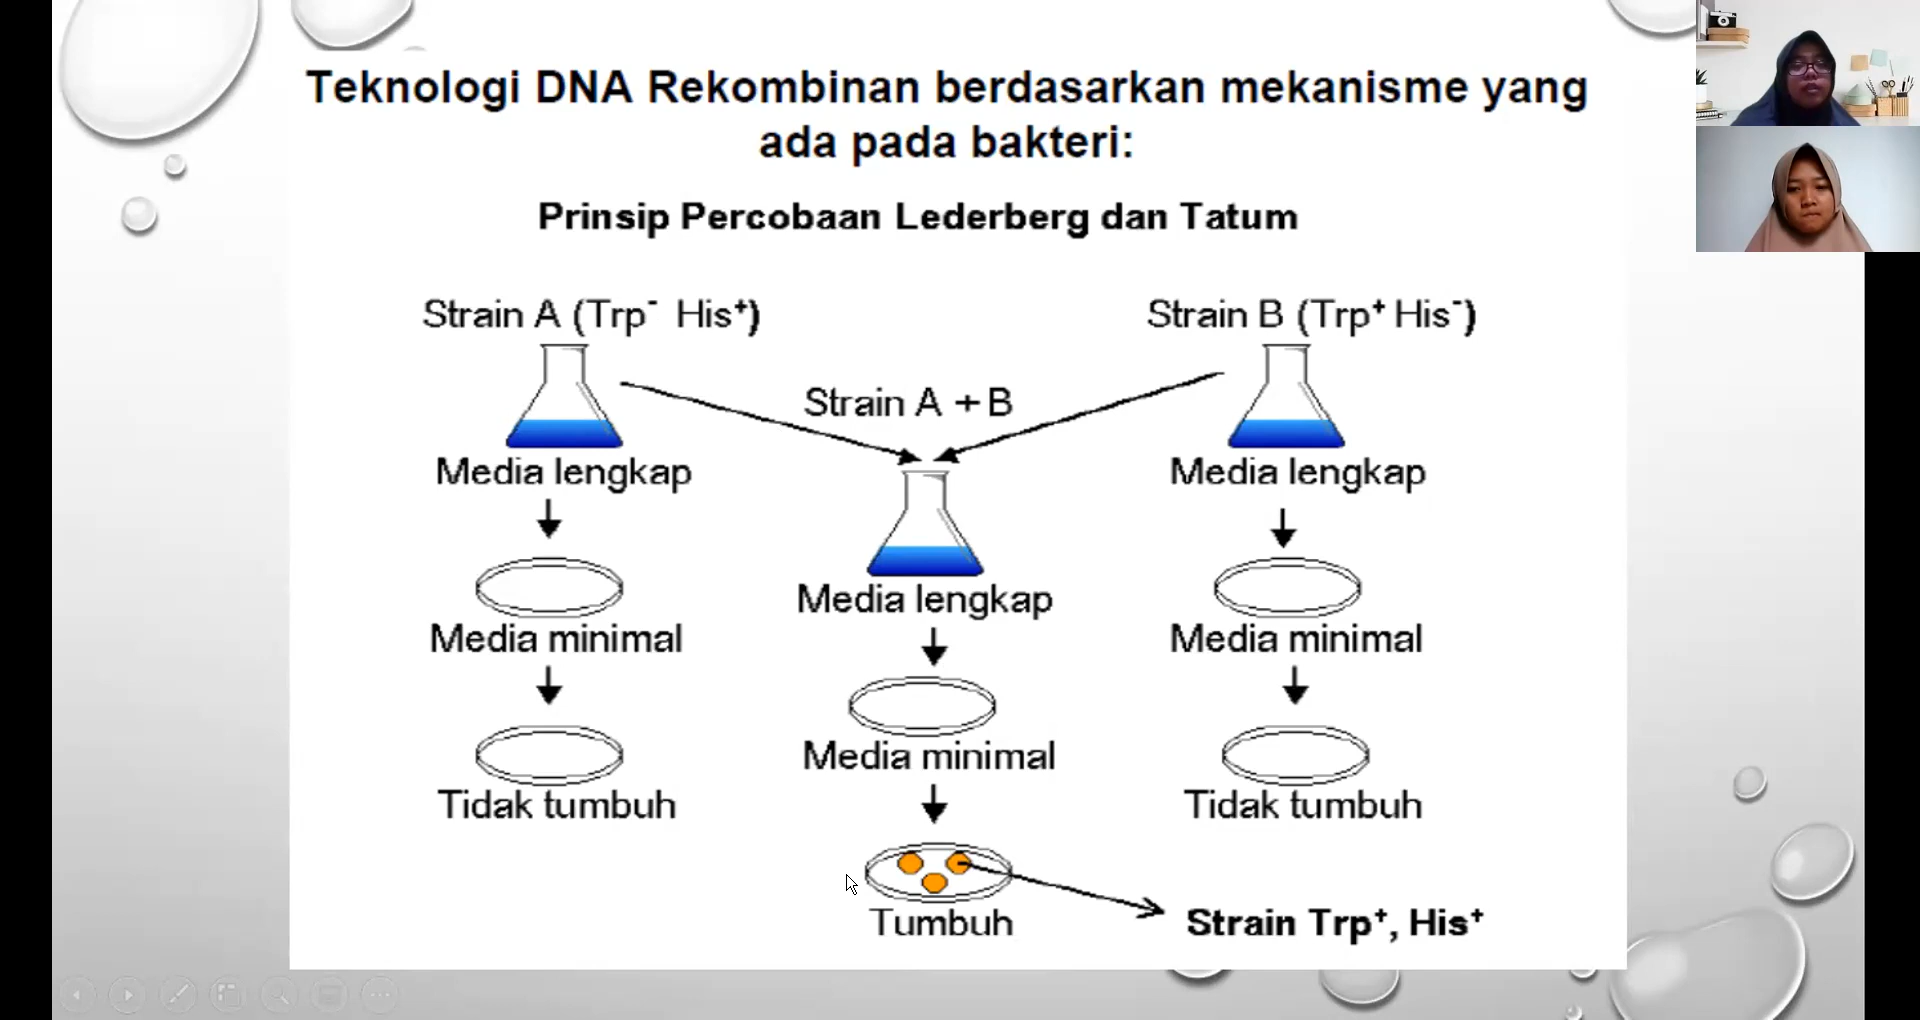 Teknologi DNA Rekombinan berdasarkan mekanisme yang
ada pada bakteri:
Prinsip Percobaan Lederberg dan Tatum
Strain A (Trp⁻ His⁺)
Strain B (Trp⁺ His⁻)
Strain A + B
Media lengkap
Media lengkap
Media lengkap
Media minimal
Media minimal
Media minimal
Tidak tumbuh
Tidak tumbuh
Tumbuh
Strain Trp⁺, His⁺